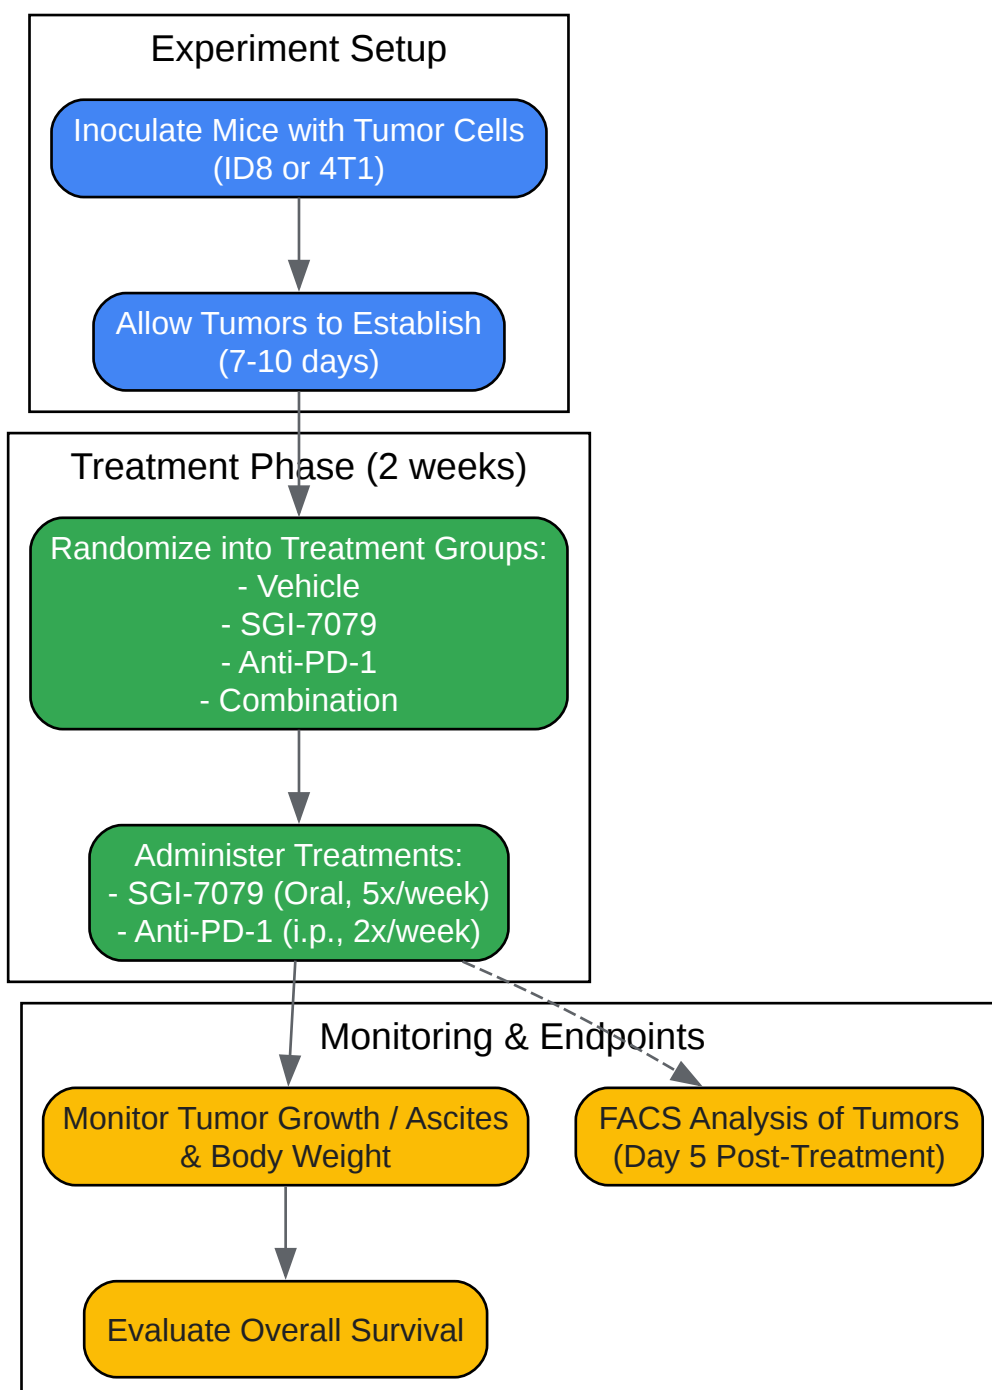 Experiment Setup
Inoculate Mice with Tumor Cells
(ID8 or 4T1)
Allow Tumors to Establish
(7-10 days)
Treatment Phase (2 weeks)
Randomize into Treatment Groups:
- Vehicle
- SGI-7079
- Anti-PD-1
- Combination
Administer Treatments:
- SGI-7079 (Oral, 5x/week)
- Anti-PD-1 (i.p., 2x/week)
Monitoring & Endpoints
Monitor Tumor Growth / Ascites
& Body Weight
FACS Analysis of Tumors
(Day 5 Post-Treatment)
Evaluate Overall Survival